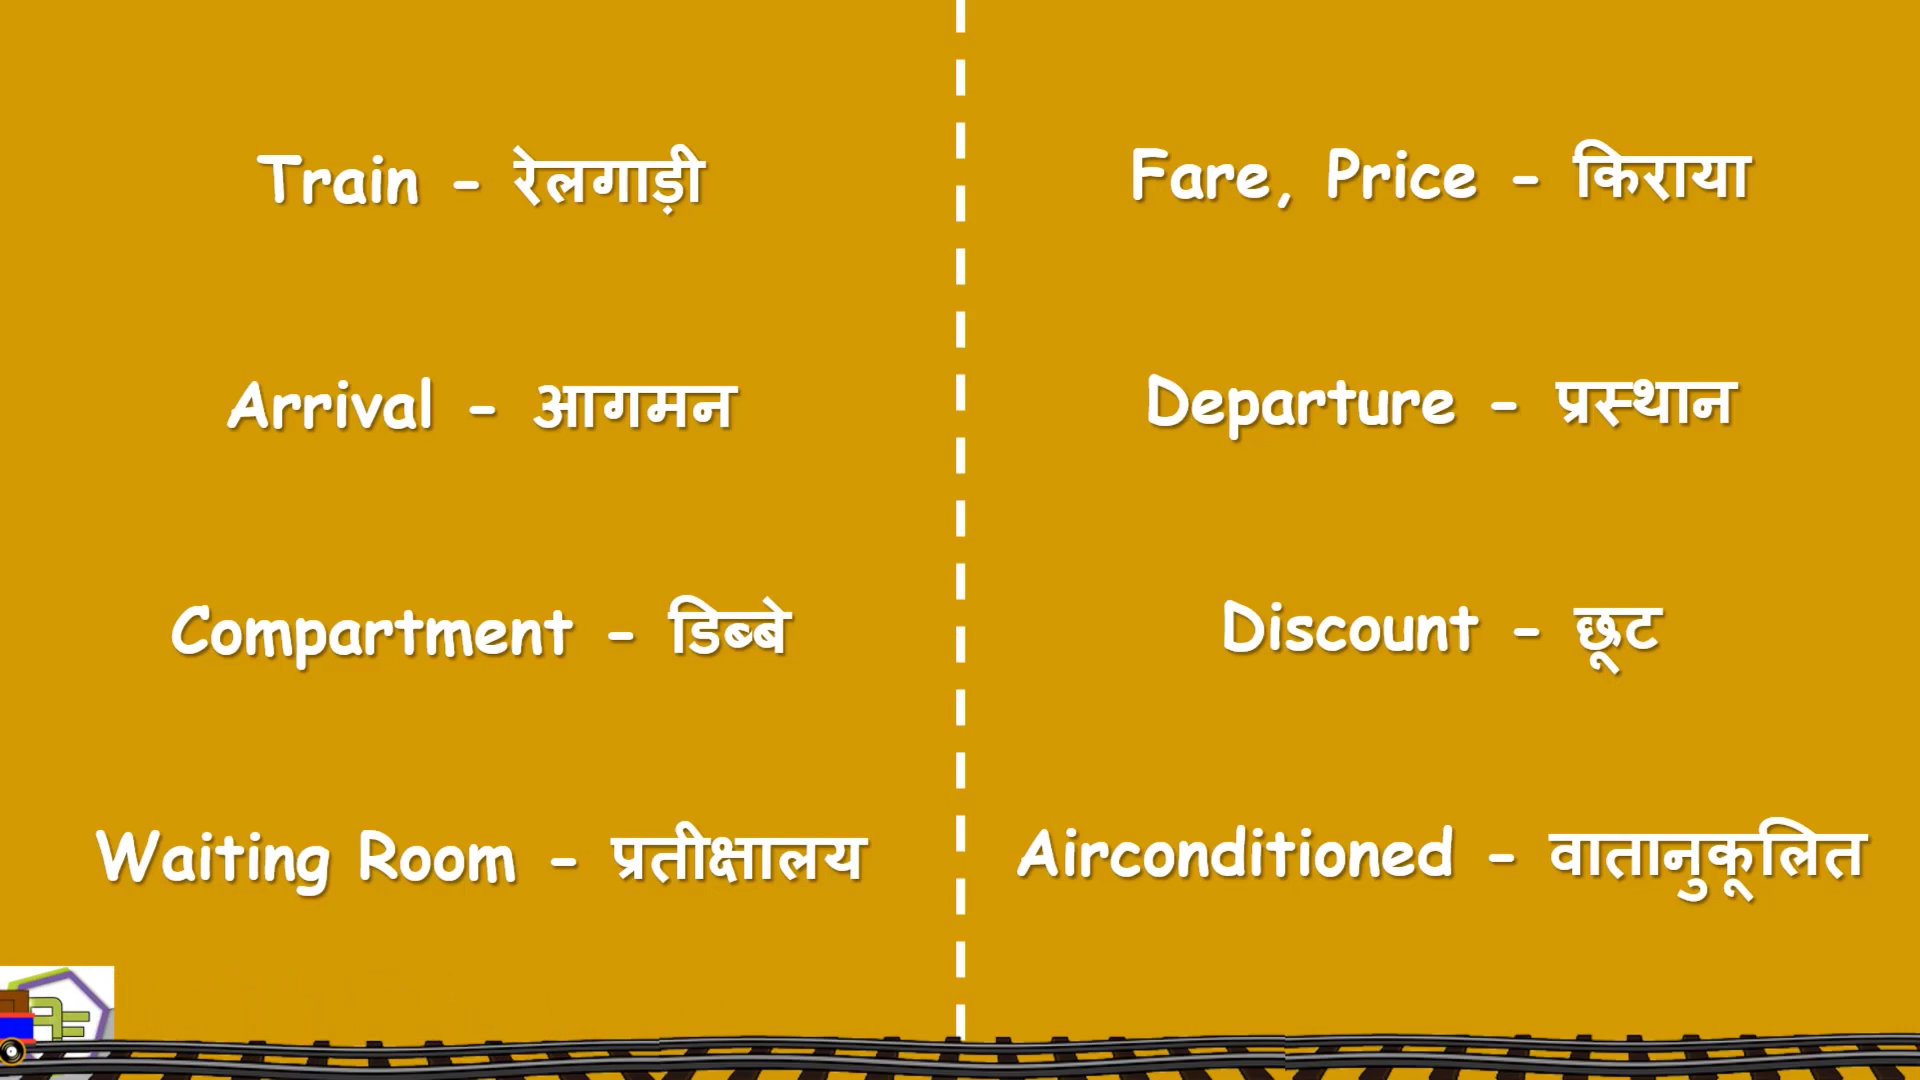 Train - रेलगाड़ी
Arrival - आगमन
Compartment - डिब्बे
Waiting Room - प्रतीक्षालय
Fare, Price - किराया
Departure - प्रस्थान
Discount - छूट
Airconditioned - वातानुकूलित